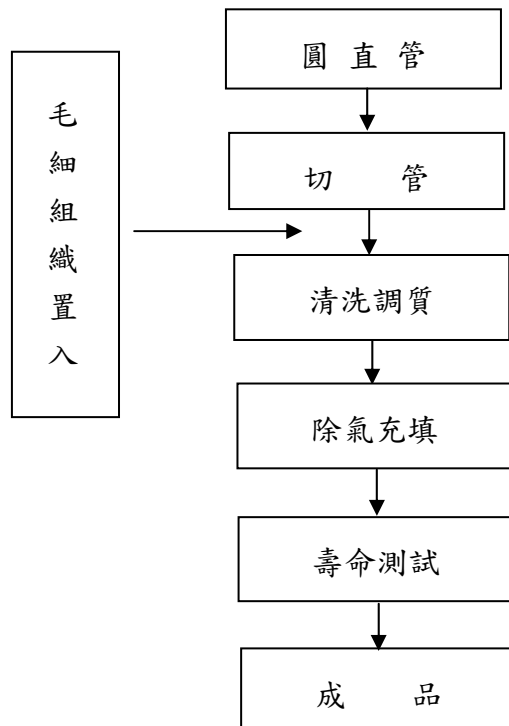 圓 直 管
毛細組織置入
切 管
清洗調質
除氣充填
壽命測試
成 品